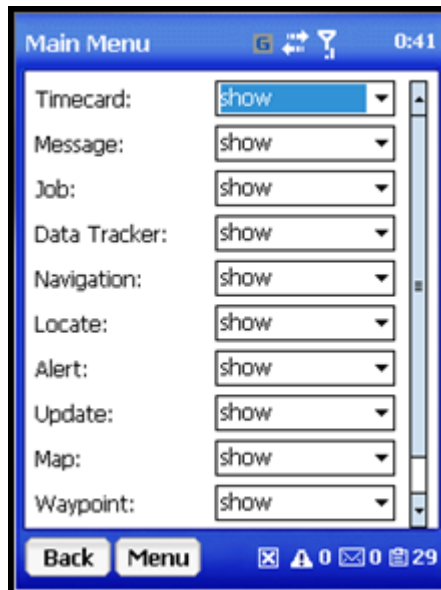 Main Menu G 0:41
Timecard: show
Message: show
Job: show
Data Tracker: show
Navigation: show
Locate: show
Alert: show
Update: show
Map: show
Waypoint: show
Back Menu 0 0 29